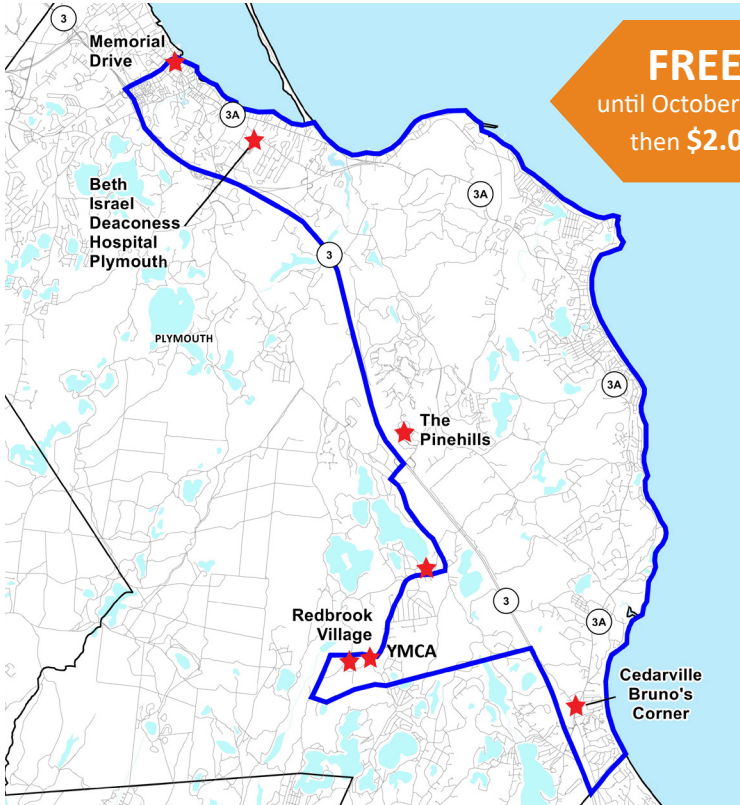 3
Memorial
Drive
3A
FREE
until October
then $2.0
Beth
Israel
Deaconess
Hospital
Plymouth
3A
3
PLYMOUTH
3A
The
Pinehills
3
3A
Redbrook
Village
YMCA
Cedarville
Bruno's
Corner